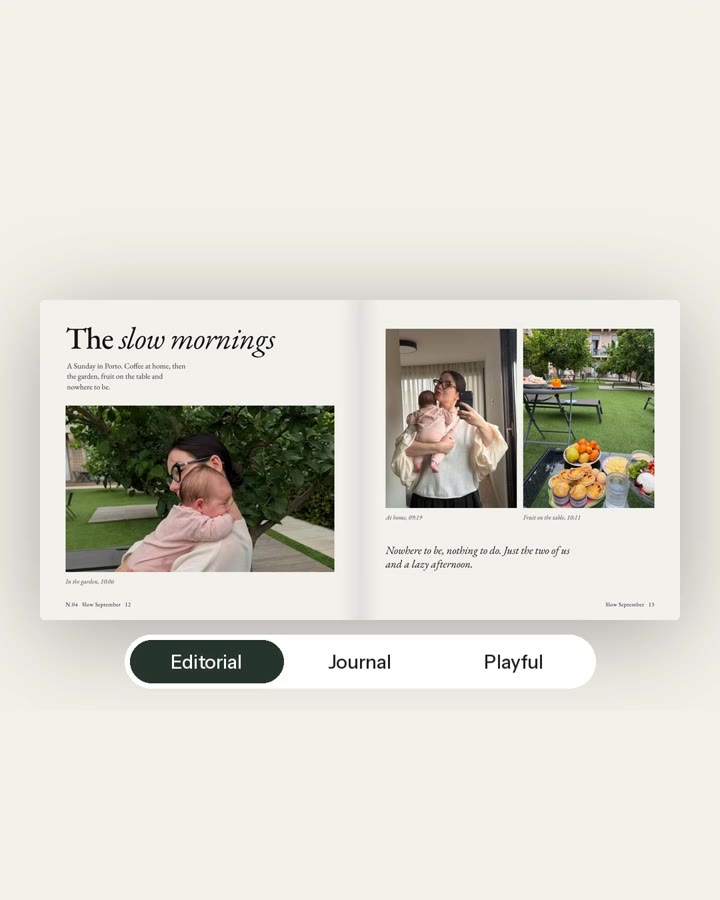 The slow mornings
A Sunday in Porto. Coffee at home, then
the garden, fruit on the table and
nowhere to be.
In the garden, 10:06
N.04 Slow September 12
At home, 09:19
Fruit on the table, 10:11
Nowhere to be, nothing to do. Just the two of us
and a lazy afternoon.
Slow September 13
Editorial
Journal
Playful